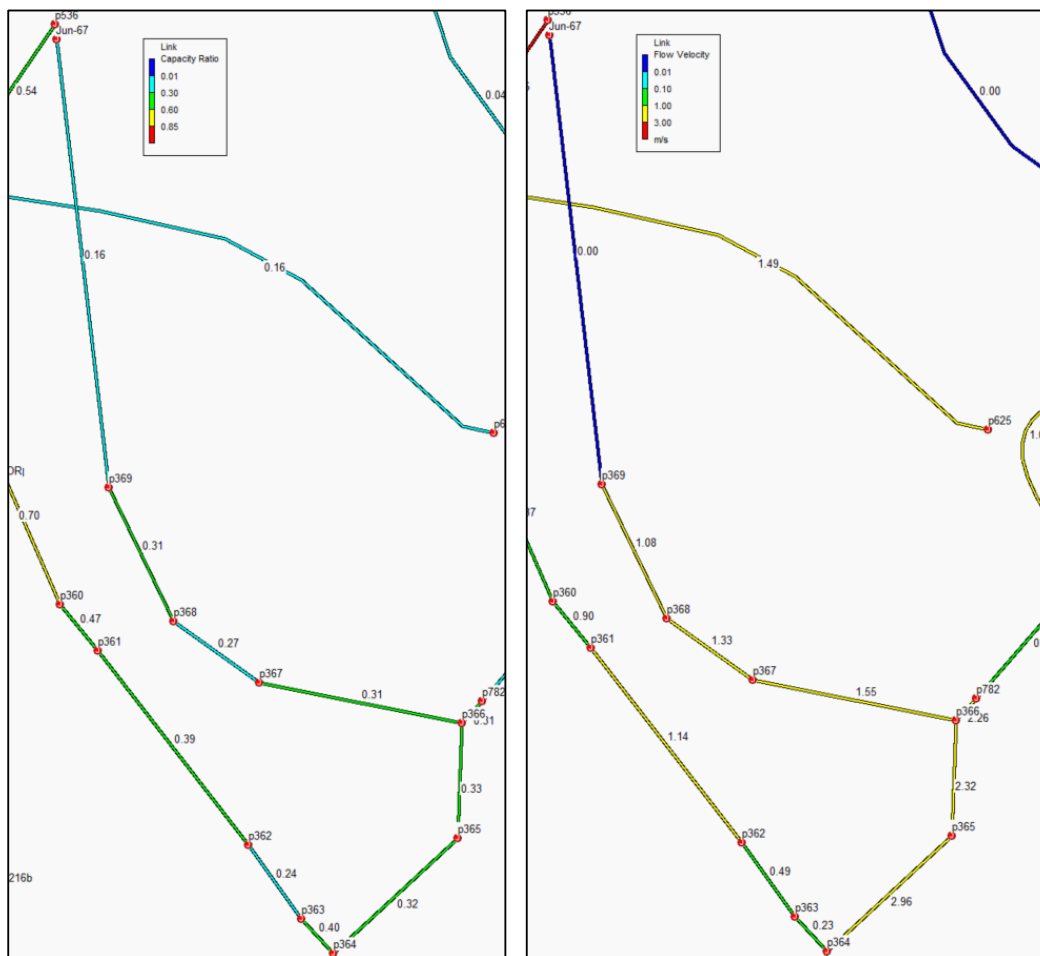 p536
Jun-67
Link
Capacity Ratio
0.01
0.30
0.60
0.85
0.54
0.04
0.16
0.16
p369
0.31
0.70
p360
0.47
p368
p361
0.27
p367
p782
p366
0.31
0.31
0.39
0.33
p362
p365
216b
0.24
0.32
p363
0.40
p364
Jun-67
Link
Flow Velocity
0.01
0.10
1.00
3.00
m/s
0.00
0.00
1.49
p625
p369
1.08
p360
0.90
p368
p361
1.33
p367
p782
1.55
p366
2.26
1.14
2.32
p362
p365
0.49
2.96
p363
0.23
p364